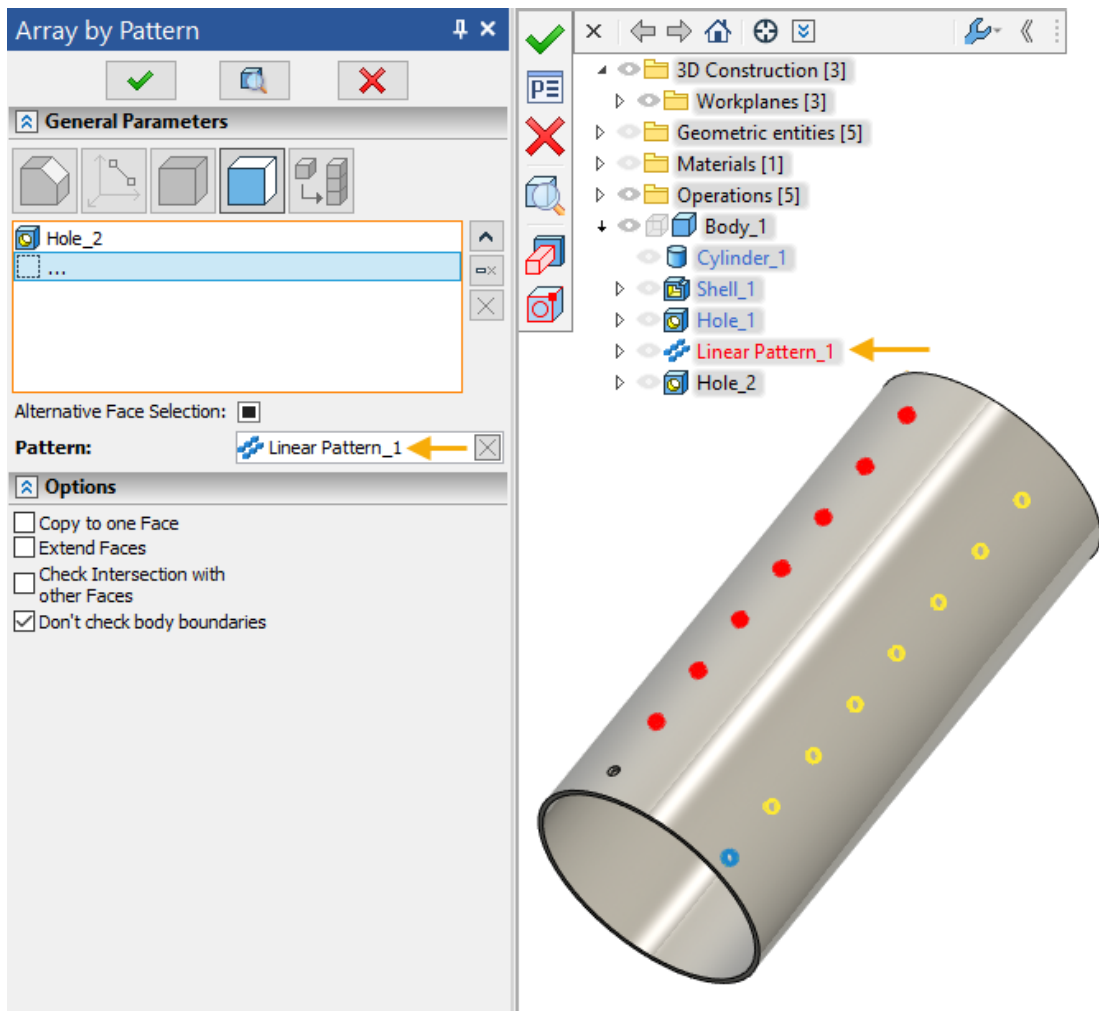 Array by Pattern
General Parameters
Hole_2
...
Alternative Face Selection:
Pattern:
Linear Pattern_1
Options
Copy to one Face
Extend Faces
Check Intersection with
other Faces
Don't check body boundaries
PE
3D Construction [3]
Workplanes [3]
Geometric entities [5]
Materials [1]
Operations [5]
Body_1
Cylinder_1
Shell_1
Hole_1
Linear Pattern_1
Hole_2